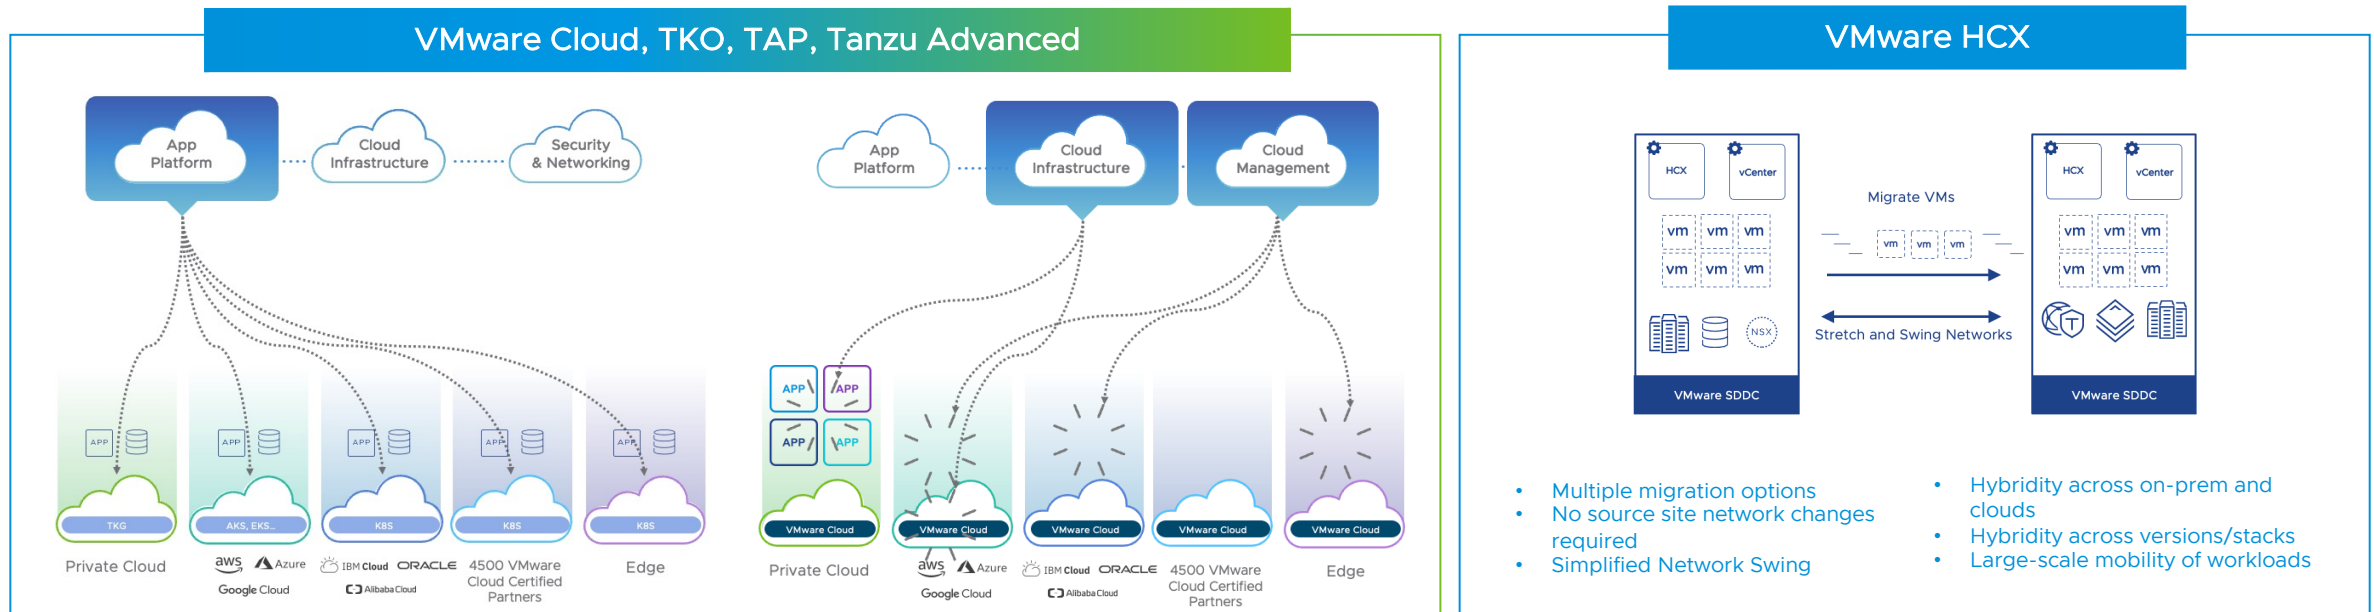 VMware Cloud, TKO, TAP, Tanzu Advanced
App
Platform
Cloud
Infrastructure
Security
& Networking
APP
APP
APP
APP
APP
TKG
AKS, EKS...
K8S
K8S
K8S
Private Cloud
aws
Azure
Google Cloud
IBM Cloud
ORACLE
Alibaba Cloud
4500 VMware
Cloud Certified
Partners
Edge
App
Platform
Cloud
Infrastructure
Cloud
Management
APP
APP
APP
APP
VMware Cloud
VMware Cloud
VMware Cloud
VMware Cloud
VMware Cloud
Private Cloud
aws
Azure
Google Cloud
IBM Cloud
ORACLE
Alibaba Cloud
4500 VMware
Cloud Certified
Partners
Edge
VMware HCX
HCX
vCenter
vm vm vm
vm vm vm
NSX
VMware SDDC
Migrate VMs
vm vm vm
Stretch and Swing Networks
HCX
vCenter
vm vm vm
vm vm vm
T
VMware SDDC
• Multiple migration options
• No source site network changes
required
• Simplified Network Swing
• Hybridity across on-prem and
clouds
• Hybridity across versions/stacks
• Large-scale mobility of workloads